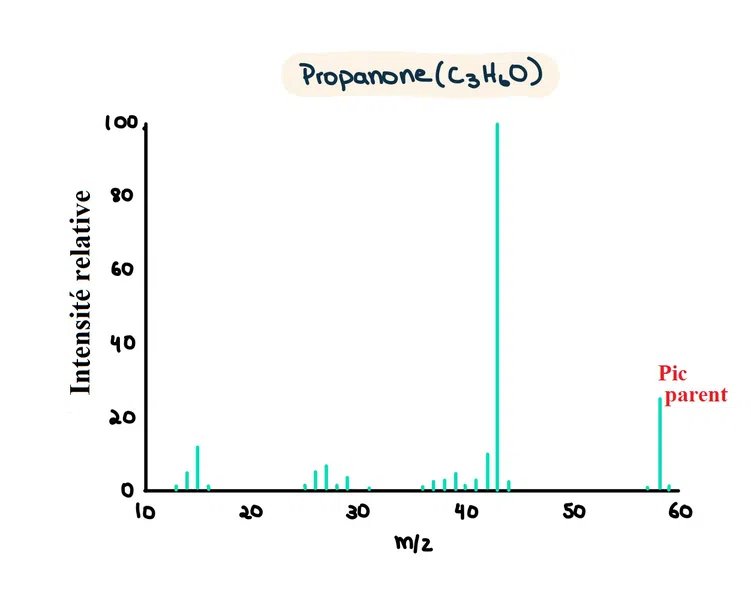 Propanone (C₃H₆O)
100
80
60
40
20
0
Intensité relative
Pic
parent
10 20 30 40 50 60
m/z